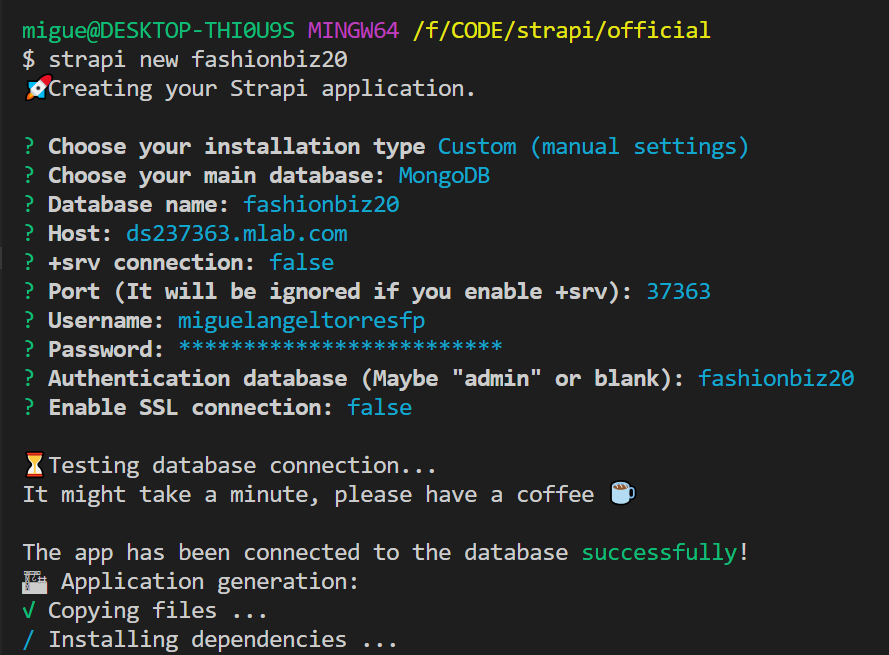 migue@DESKTOP-THI0U9S MINGW64 /f/CODE/strapi/official
$ strapi new fashionbiz20
🚀Creating your Strapi application.
? Choose your installation type Custom (manual settings)
? Choose your main database: MongoDB
? Database name: fashionbiz20
? Host: ds237363.mlab.com
? +srv connection: false
? Port (It will be ignored if you enable +srv): 37363
? Username: miguelangeltorresfp
? Password: *************************
? Authentication database (Maybe "admin" or blank): fashionbiz20
? Enable SSL connection: false
⏳Testing database connection...
It might take a minute, please have a coffee ☕
The app has been connected to the database successfully!
🏗 Application generation:
√ Copying files ...
/ Installing dependencies ...